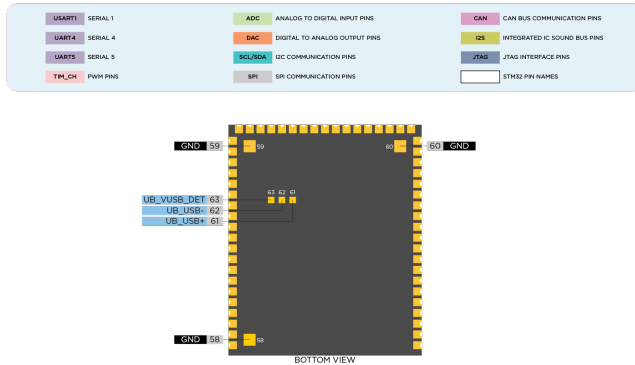 USART1 SERIAL 1 ADC ANALOG TO DIGITAL INPUT PINS CAN CAN BUS COMMUNICATION PINS
UART4 SERIAL 4 DAC DIGITAL TO ANALOG OUTPUT PINS I2S INTEGRATED IC SOUND BUS PINS
UART5 SERIAL 5 SCL/SDA I2C COMMUNICATION PINS JTAG JTAG INTERFACE PINS
TIM_CH PWM PINS SPI SPI COMMUNICATION PINS STM32 PIN NAMES
GND 59 59 60 60 GND
63 62 61
UB_VUSB_DET 63
UB_USB- 62
UB_USB+ 61
GND 58 58
BOTTOM VIEW